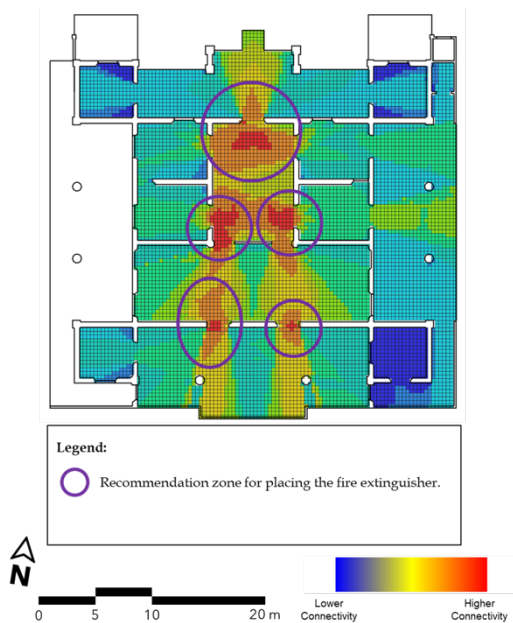 Legend:
Recommendation zone for placing the fire extinguisher.
N
0 5 10 20 m
Lower Connectivity
Higher Connectivity